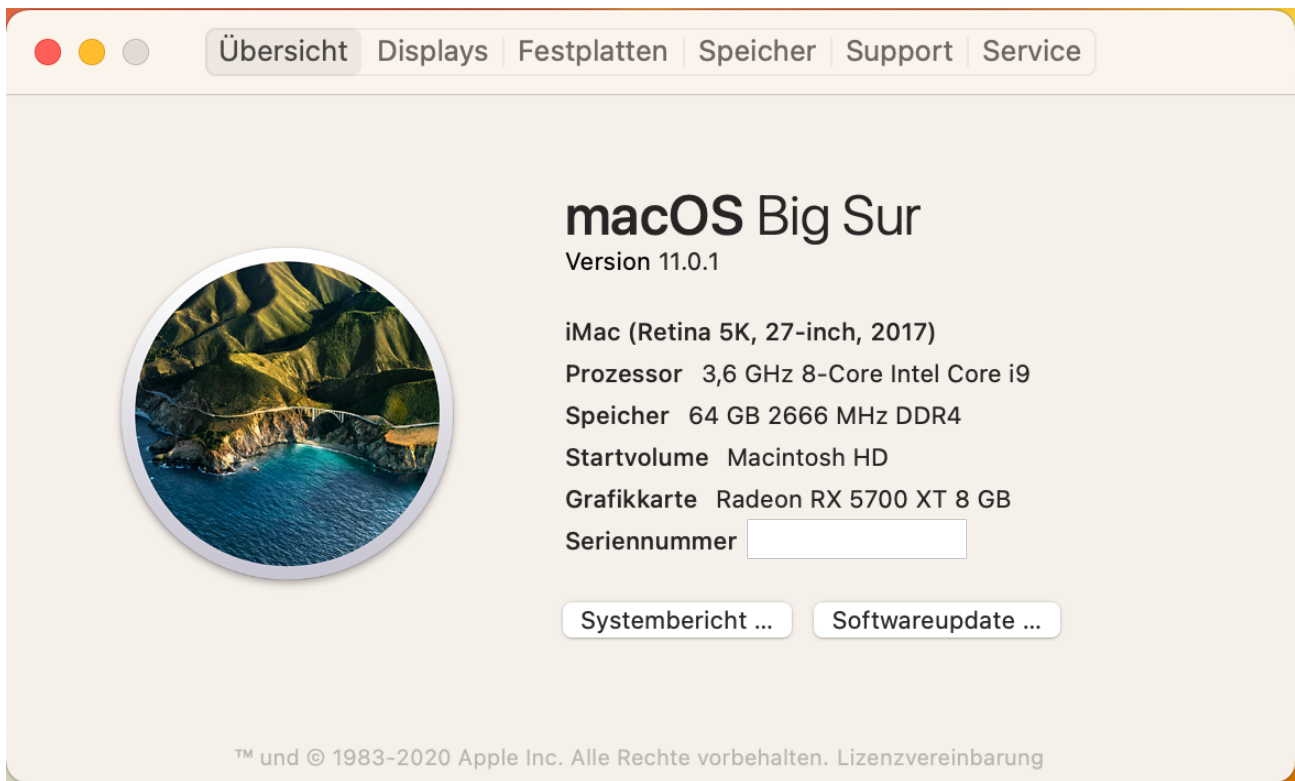 Übersicht Displays Festplatten Speicher Support Service
macOS Big Sur
Version 11.0.1
iMac (Retina 5K, 27-inch, 2017)
Prozessor 3,6 GHz 8-Core Intel Core i9
Speicher 64 GB 2666 MHz DDR4
Startvolume Macintosh HD
Grafikkarte Radeon RX 5700 XT 8 GB
Seriennummer
Systembericht ... Softwareupdate ...
™ und © 1983-2020 Apple Inc. Alle Rechte vorbehalten. Lizenzvereinbarung